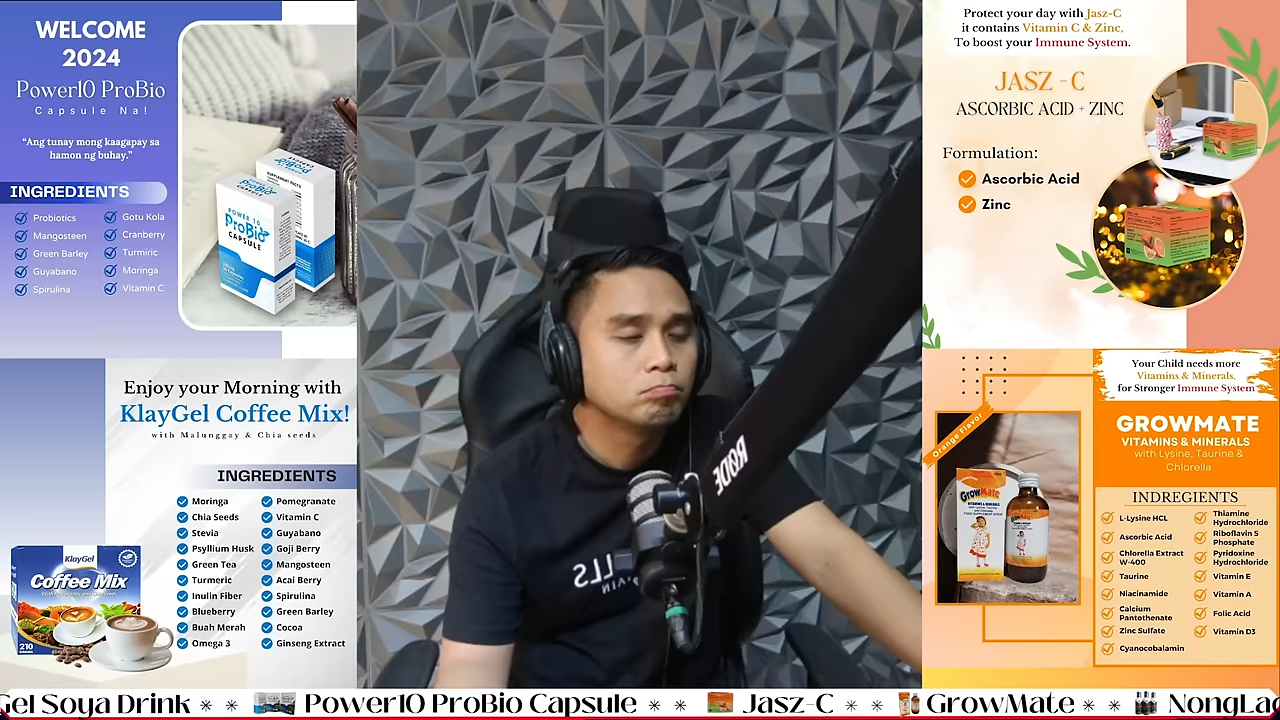 WELCOME
2024
Power10 ProBio
Capsule Na!
“Ang tunay mong kaagapay sa
hamon ng buhay.”
INGREDIENTS
Probiotics
Mangosteen
Green Barley
Guyabano
Spirulina
Gotu Kola
Cranberry
Turmeric
Moringa
Vitamin C
POWER 10
ProBio
CAPSULE
Enjoy your Morning with
KlayGel Coffee Mix!
with Malunggay & Chia seeds
INGREDIENTS
Moringa
Chia Seeds
Stevia
Psyllium Husk
Green Tea
Turmeric
Inulin Fiber
Blueberry
Buah Merah
Omega 3
Pomegranate
Vitamin C
Guyabano
Goji Berry
Mangosteen
Acai Berry
Spirulina
Green Barley
Cocoa
Ginseng Extract
KlayGel
Coffee Mix
210
RODE
Protect your day with Jasz-C
it contains Vitamin C & Zinc,
To boost your Immune System.
JASZ - C
ASCORBIC ACID + ZINC
Formulation:
Ascorbic Acid
Zinc
Your Child needs more
Vitamins & Minerals,
for Stronger Immune System
Orange Flavor
GROWMATE
VITAMINS & MINERALS
with Lysine, Taurine &
Chlorella
INDREGIENTS
L-Lysine HCL
Ascorbic Acid
Chlorella Extract
W-400
Taurine
Niacinamide
Calcium
Pantothenate
Zinc Sulfate
Cyanocobalamin
Thiamine
Hydrochloride
Riboflavin 5
Phosphate
Pyridoxine
Hydrochloride
Vitamin E
Vitamin A
Folic Acid
Vitamin D3
GrowMate
Gel Soya Drink * * Power10 ProBio Capsule * * Jasz-C * * GrowMate * * NongLa